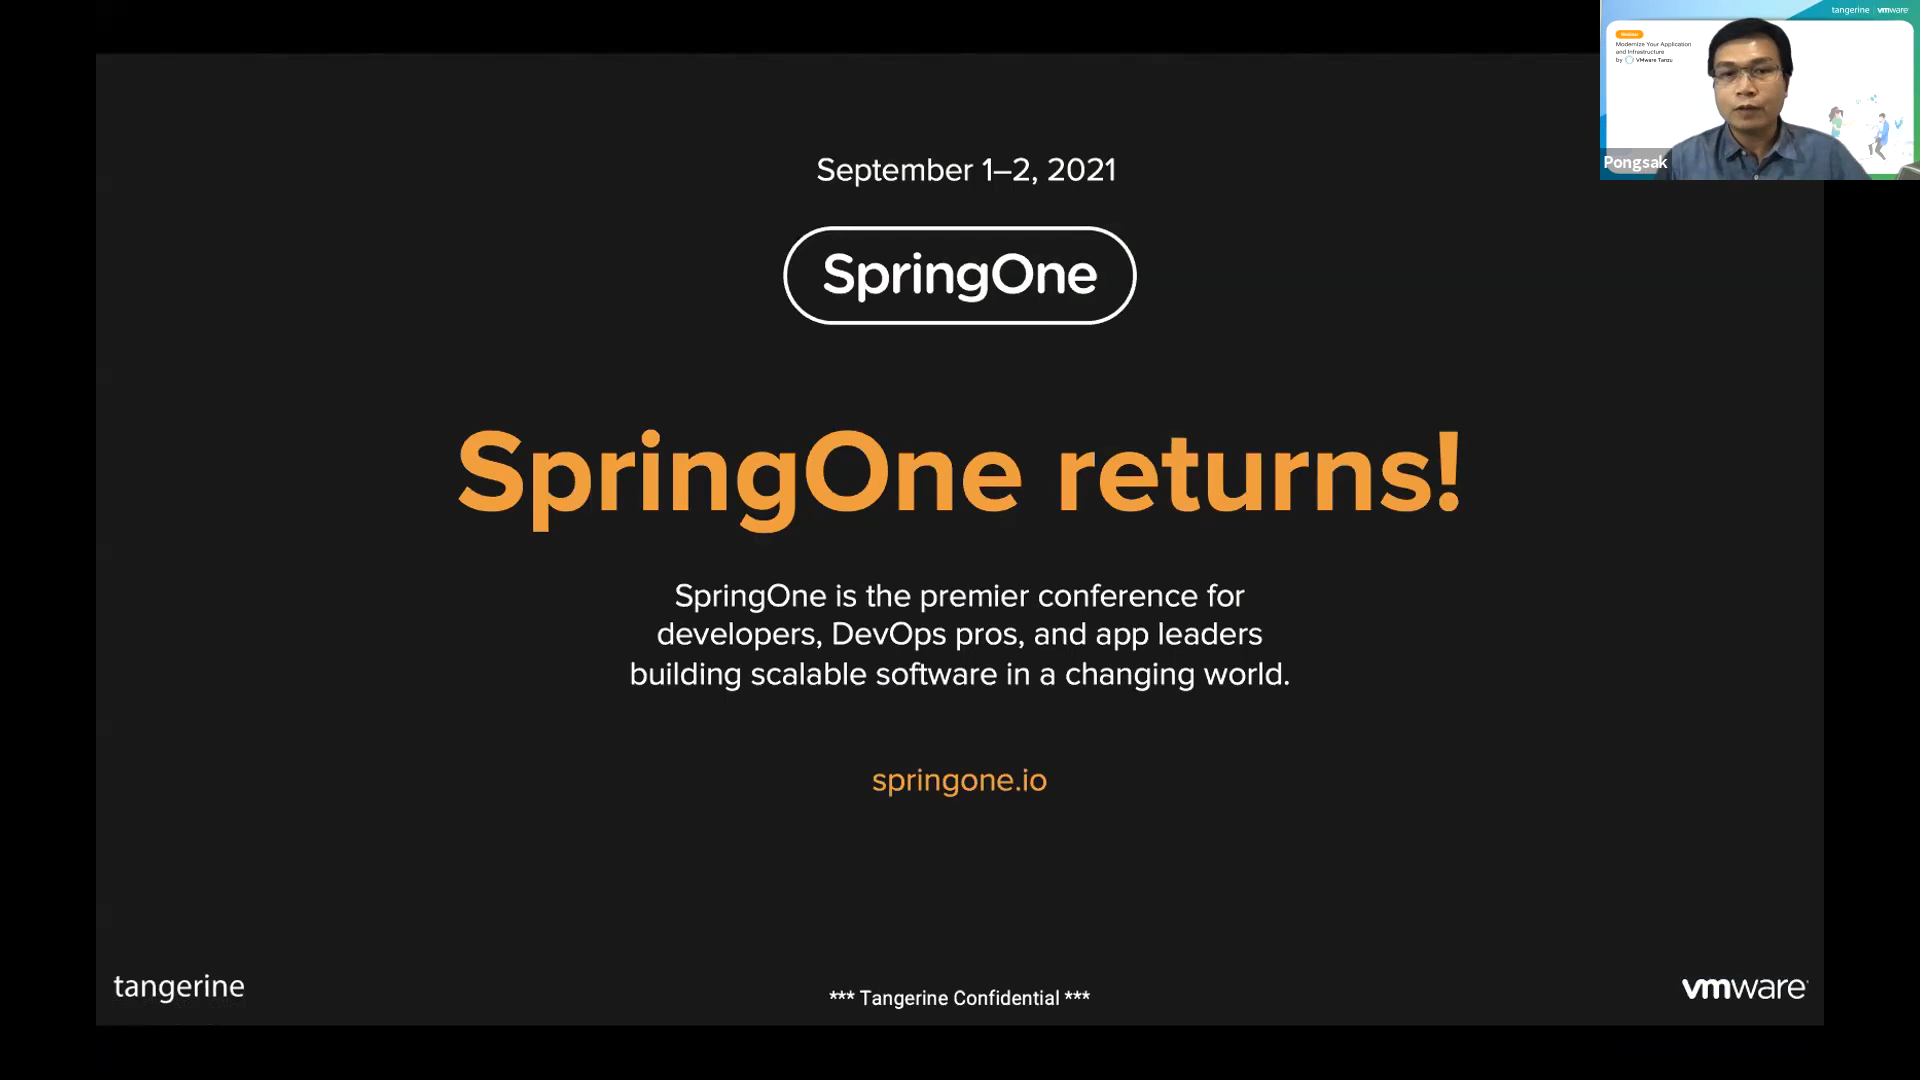 September 1–2, 2021
SpringOne
SpringOne returns!
SpringOne is the premier conference for
developers, DevOps pros, and app leaders
building scalable software in a changing world.
springone.io
tangerine
*** Tangerine Confidential ***
vmware
tangerine vmware
Webinar
Modernize Your Application
and Infrastructure
by VMware Tanzu
Pongsak